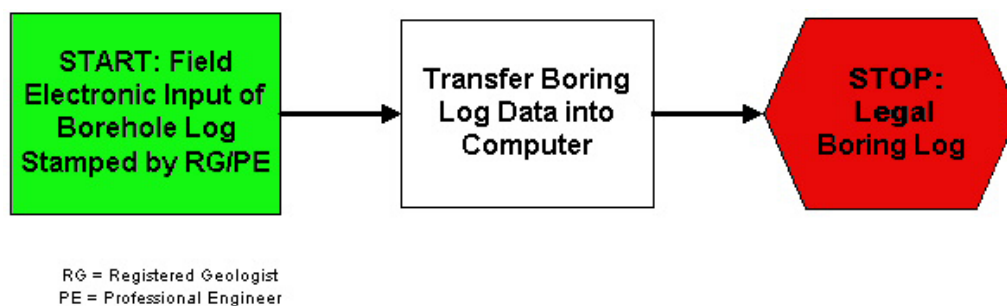 START: Field
Electronic Input of
Borehole Log
Stamped by RG/PE
Transfer Boring
Log Data into
Computer
STOP:
Legal
Boring Log
RG = Registered Geologist
PE = Professional Engineer